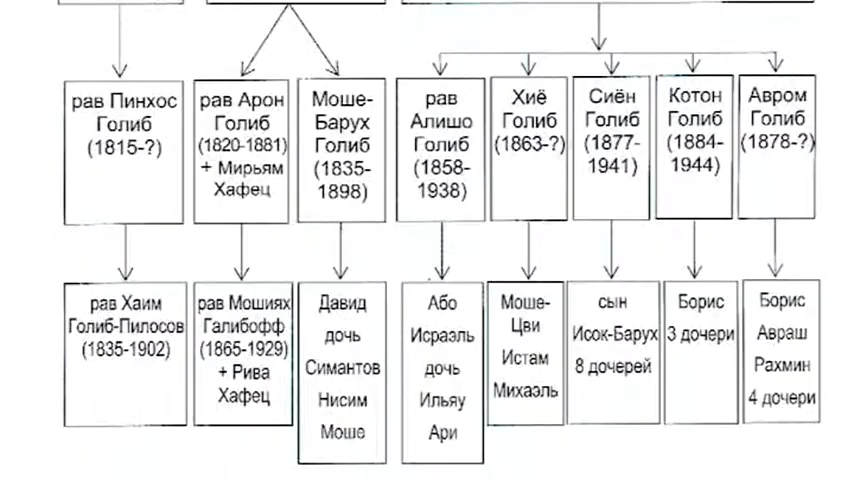 рав Пинхос
Голиб
(1815-?)
рав Арон
Голиб
(1820-1881)
+ Мирьям
Хафец
Моше-
Барух
Голиб
(1835-
1898)
рав
Алишо
Голиб
(1858-
1938)
Хиё
Голиб
(1863-?)
Сиён
Голиб
(1877-
1941)
Котон
Голиб
(1884-
1944)
Авром
Голиб
(1878-?)
рав Хаим
Голиб-Пилосов
(1835-1902)
рав Мошиях
Галибофф
(1865-1929)
+ Рива
Хафец
Давид
дочь
Симантов
Нисим
Моше
Або
Исраэль
дочь
Ильяу
Ари
Моше-
Цви
Истам
Михаэль
сын
Исок-Барух
8 дочерей
Борис
3 дочери
Борис
Авраш
Рахмин
4 дочери